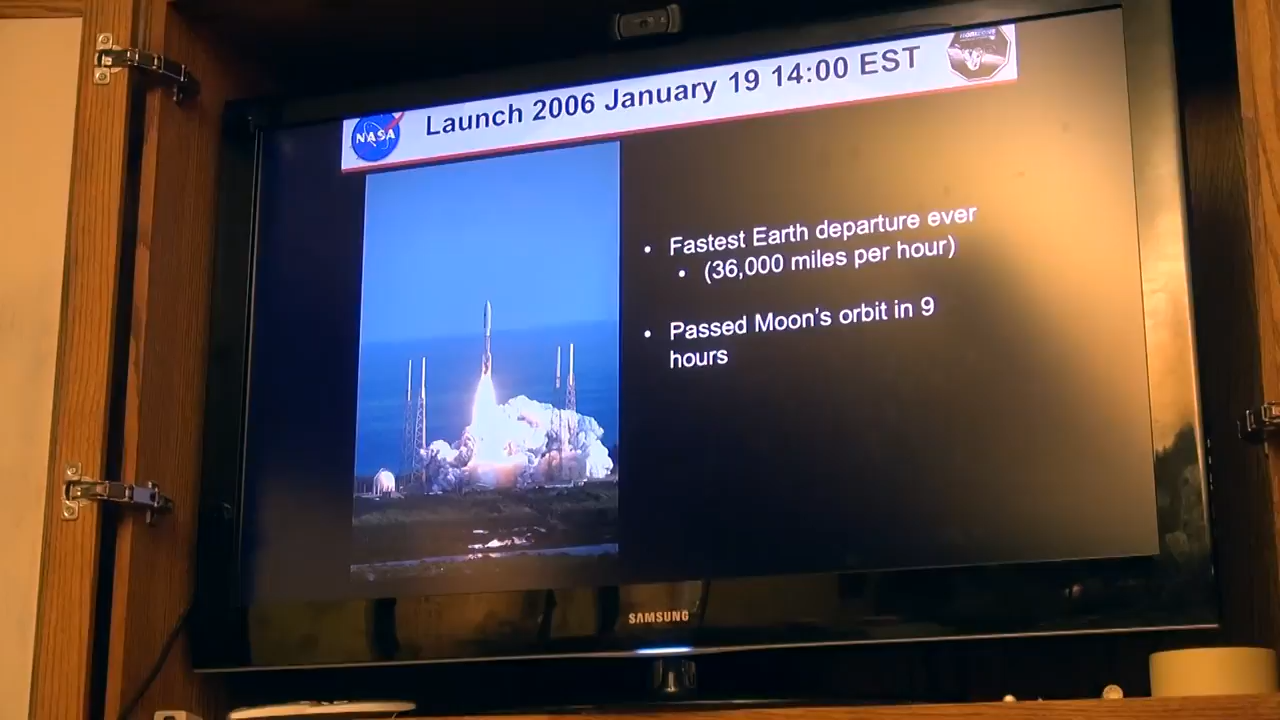 NASA
Launch 2006 January 19 14:00 EST
• Fastest Earth departure ever
• (36,000 miles per hour)
• Passed Moon's orbit in 9
hours
SAMSUNG